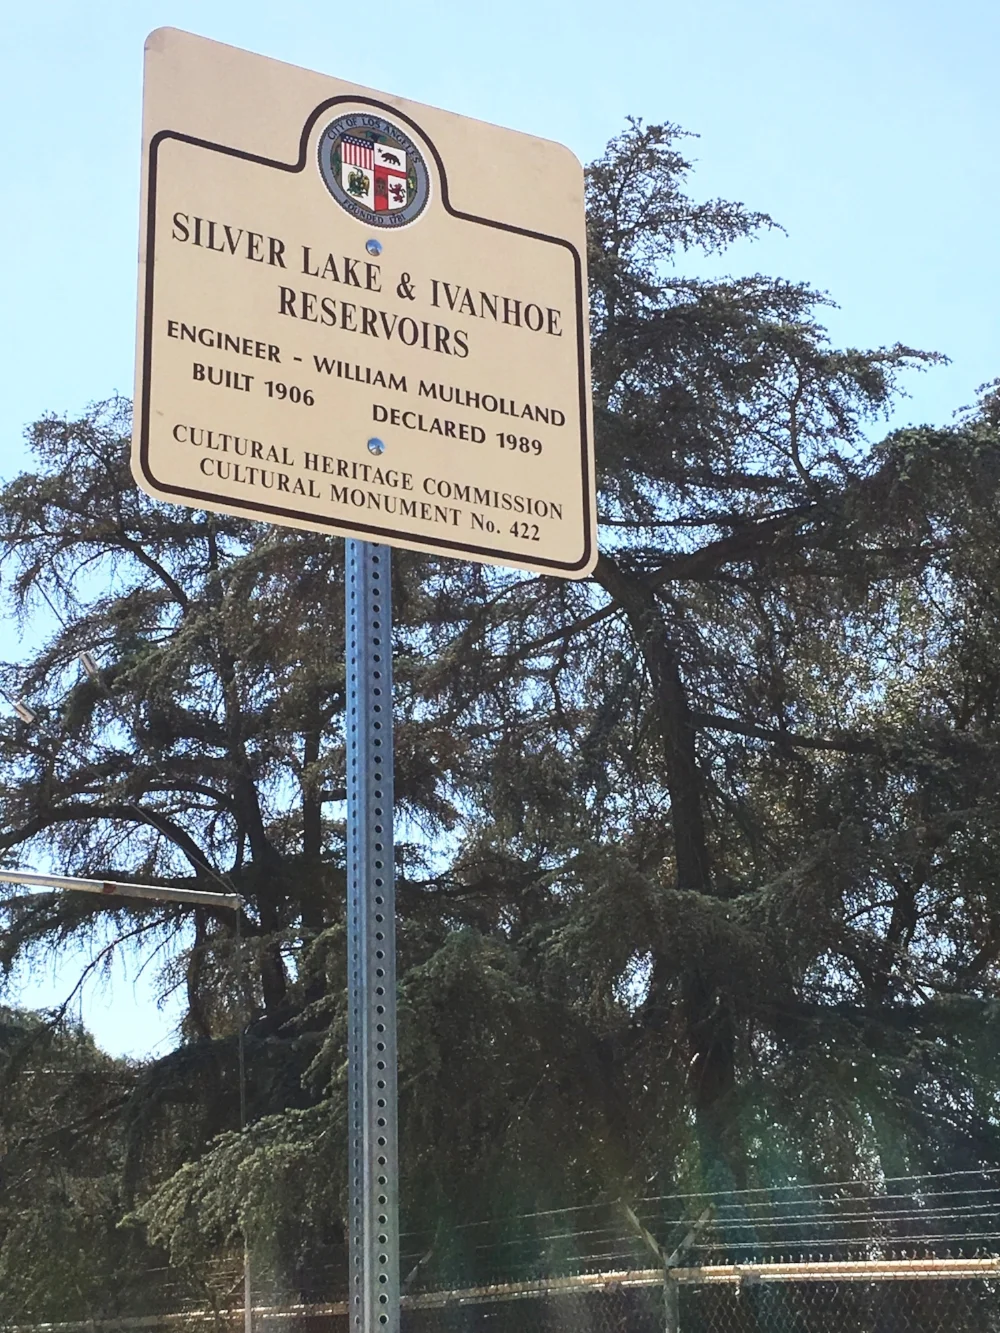 CITY OF LOS ANGELES
FOUNDED 1781
SILVER LAKE & IVANHOE
RESERVOIRS
ENGINEER - WILLIAM MULHOLLAND
BUILT 1906 DECLARED 1989
CULTURAL HERITAGE COMMISSION
CULTURAL MONUMENT No. 422